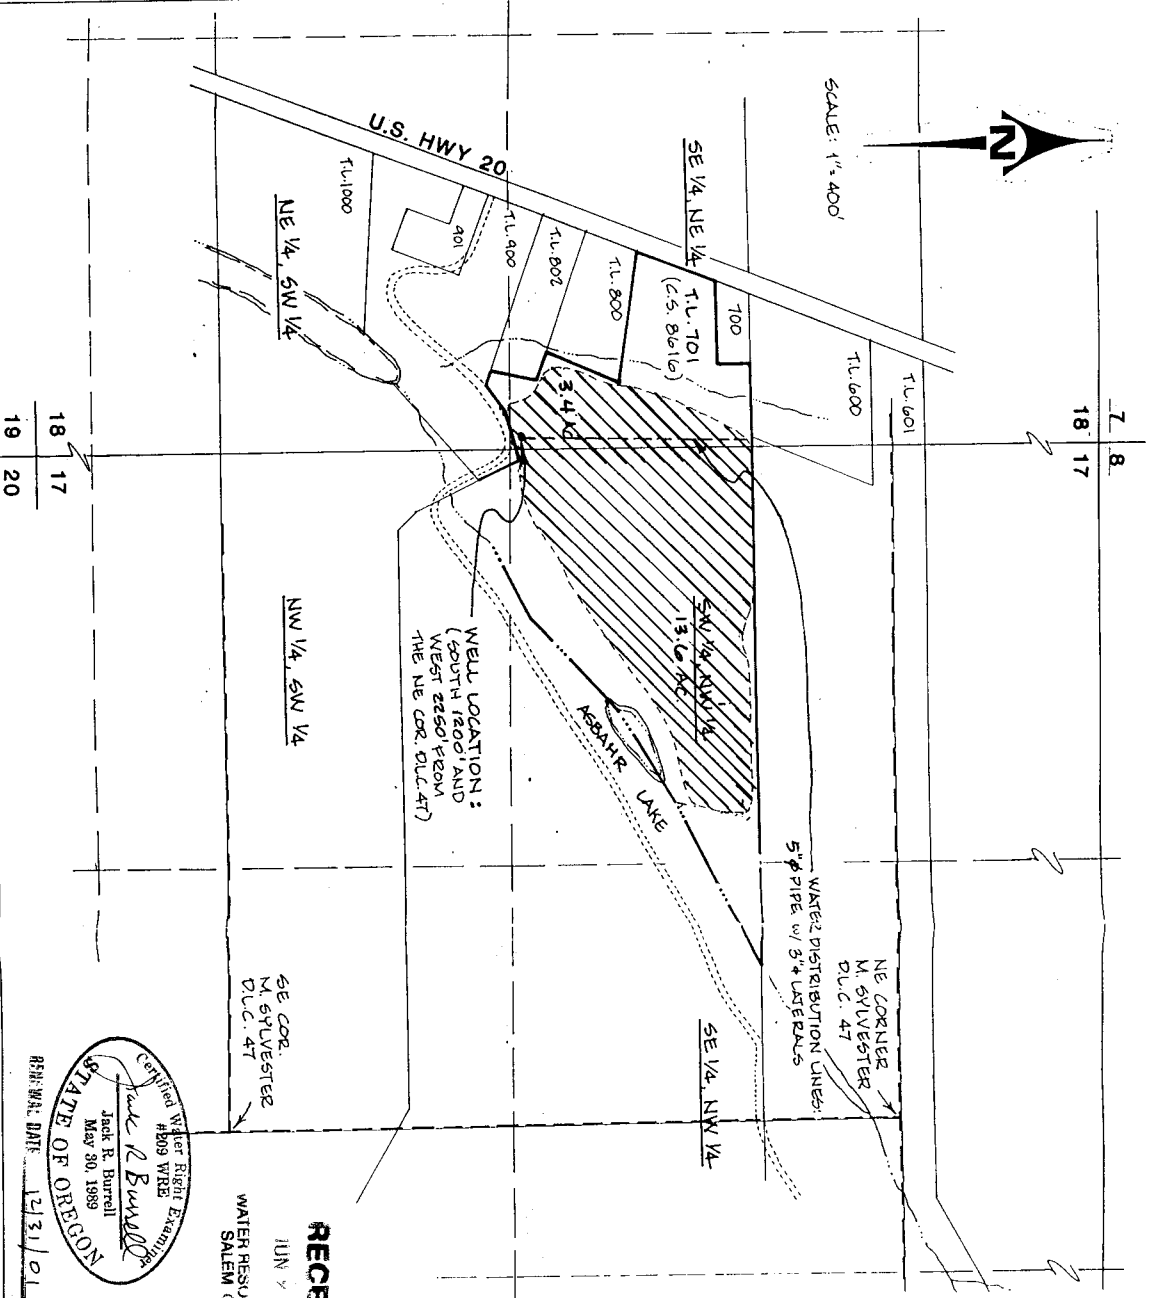 SCALE: 1"=400'
N
7 8
18 17
U.S. HWY 20
SE 1/4, NE 1/4
T.L. 601
T.L. 600
700
T.L. 701
(C.S. 8616)
T.L. 800
T.L. 802
T.L. 900
901
T.L. 1000
NE 1/4, SW 1/4
3.4 Ac
SW 1/4, NW 1/4
13.6 AC
WELL LOCATION:
(SOUTH 1200' AND
WEST 2250' FROM
THE NE COR. D.L.C. 47)
ASBAHR LAKE
NW 1/4, SW 1/4
18 17
19 20
WATER DISTRIBUTION LINES:
5"ø PIPE W/ 3"ø LATERALS
NE CORNER
M. SYLVESTER
D.L.C. 47
SE 1/4, NW 1/4
SE COR.
M. SYLVESTER
D.L.C. 47
Certified Water Right Examiner
#209 WRE
Jack R Burrell
Jack R. Burrell
May 30, 1989
STATE OF OREGON
RENEWAL DATE 12/31/01
JUN
WATER
SALEM